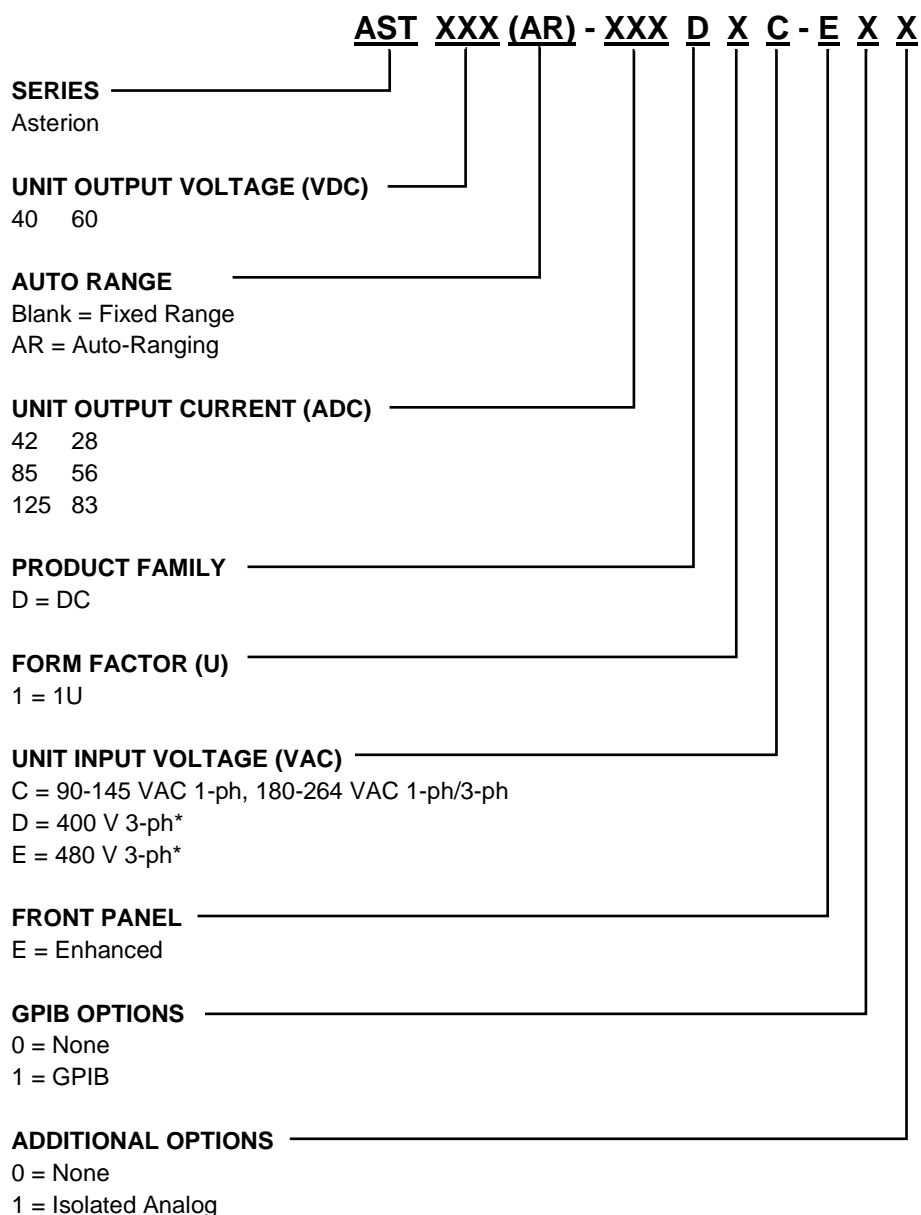 AST XXX (AR) - XXX D X C - E X X
SERIES
Asterion
UNIT OUTPUT VOLTAGE (VDC)
40 60
AUTO RANGE
Blank = Fixed Range
AR = Auto-Ranging
UNIT OUTPUT CURRENT (ADC)
42 28
85 56
125 83
PRODUCT FAMILY
D = DC
FORM FACTOR (U)
1 = 1U
UNIT INPUT VOLTAGE (VAC)
C = 90-145 VAC 1-ph, 180-264 VAC 1-ph/3-ph
D = 400 V 3-ph*
E = 480 V 3-ph*
FRONT PANEL
E = Enhanced
GPIB OPTIONS
0 = None
1 = GPIB
ADDITIONAL OPTIONS
0 = None
1 = Isolated Analog